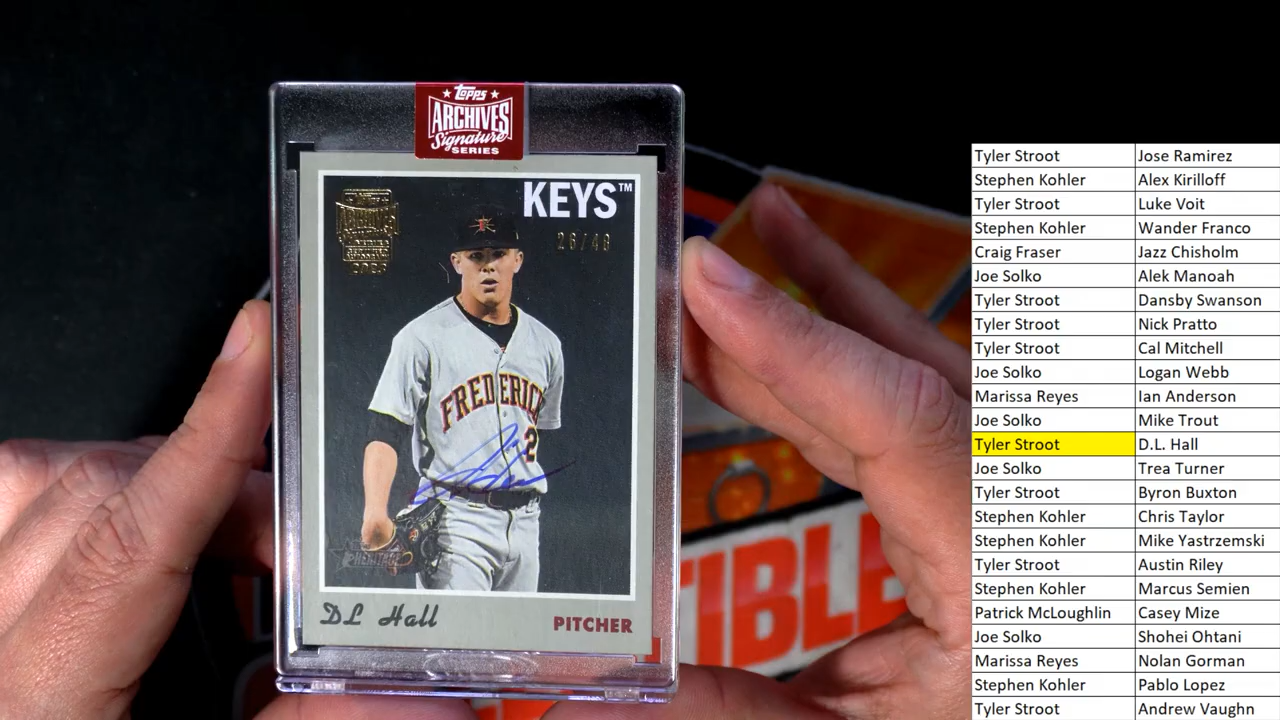 Topps
ARCHIVES
Signature
SERIES
KEYS™
ARCHIVES
FREDERICK
2
HERITAGE
DL Hall
PITCHER
TIBLE
Tyler Stroot Jose Ramirez
Stephen Kohler Alex Kirilloff
Tyler Stroot Luke Voit
Stephen Kohler Wander Franco
Craig Fraser Jazz Chisholm
Joe Solko Alek Manoah
Tyler Stroot Dansby Swanson
Tyler Stroot Nick Pratto
Tyler Stroot Cal Mitchell
Joe Solko Logan Webb
Marissa Reyes Ian Anderson
Joe Solko Mike Trout
Tyler Stroot D.L. Hall
Joe Solko Trea Turner
Tyler Stroot Byron Buxton
Stephen Kohler Chris Taylor
Stephen Kohler Mike Yastrzemski
Tyler Stroot Austin Riley
Stephen Kohler Marcus Semien
Patrick McLoughlin Casey Mize
Joe Solko Shohei Ohtani
Marissa Reyes Nolan Gorman
Stephen Kohler Pablo Lopez
Tyler Stroot Andrew Vaughn